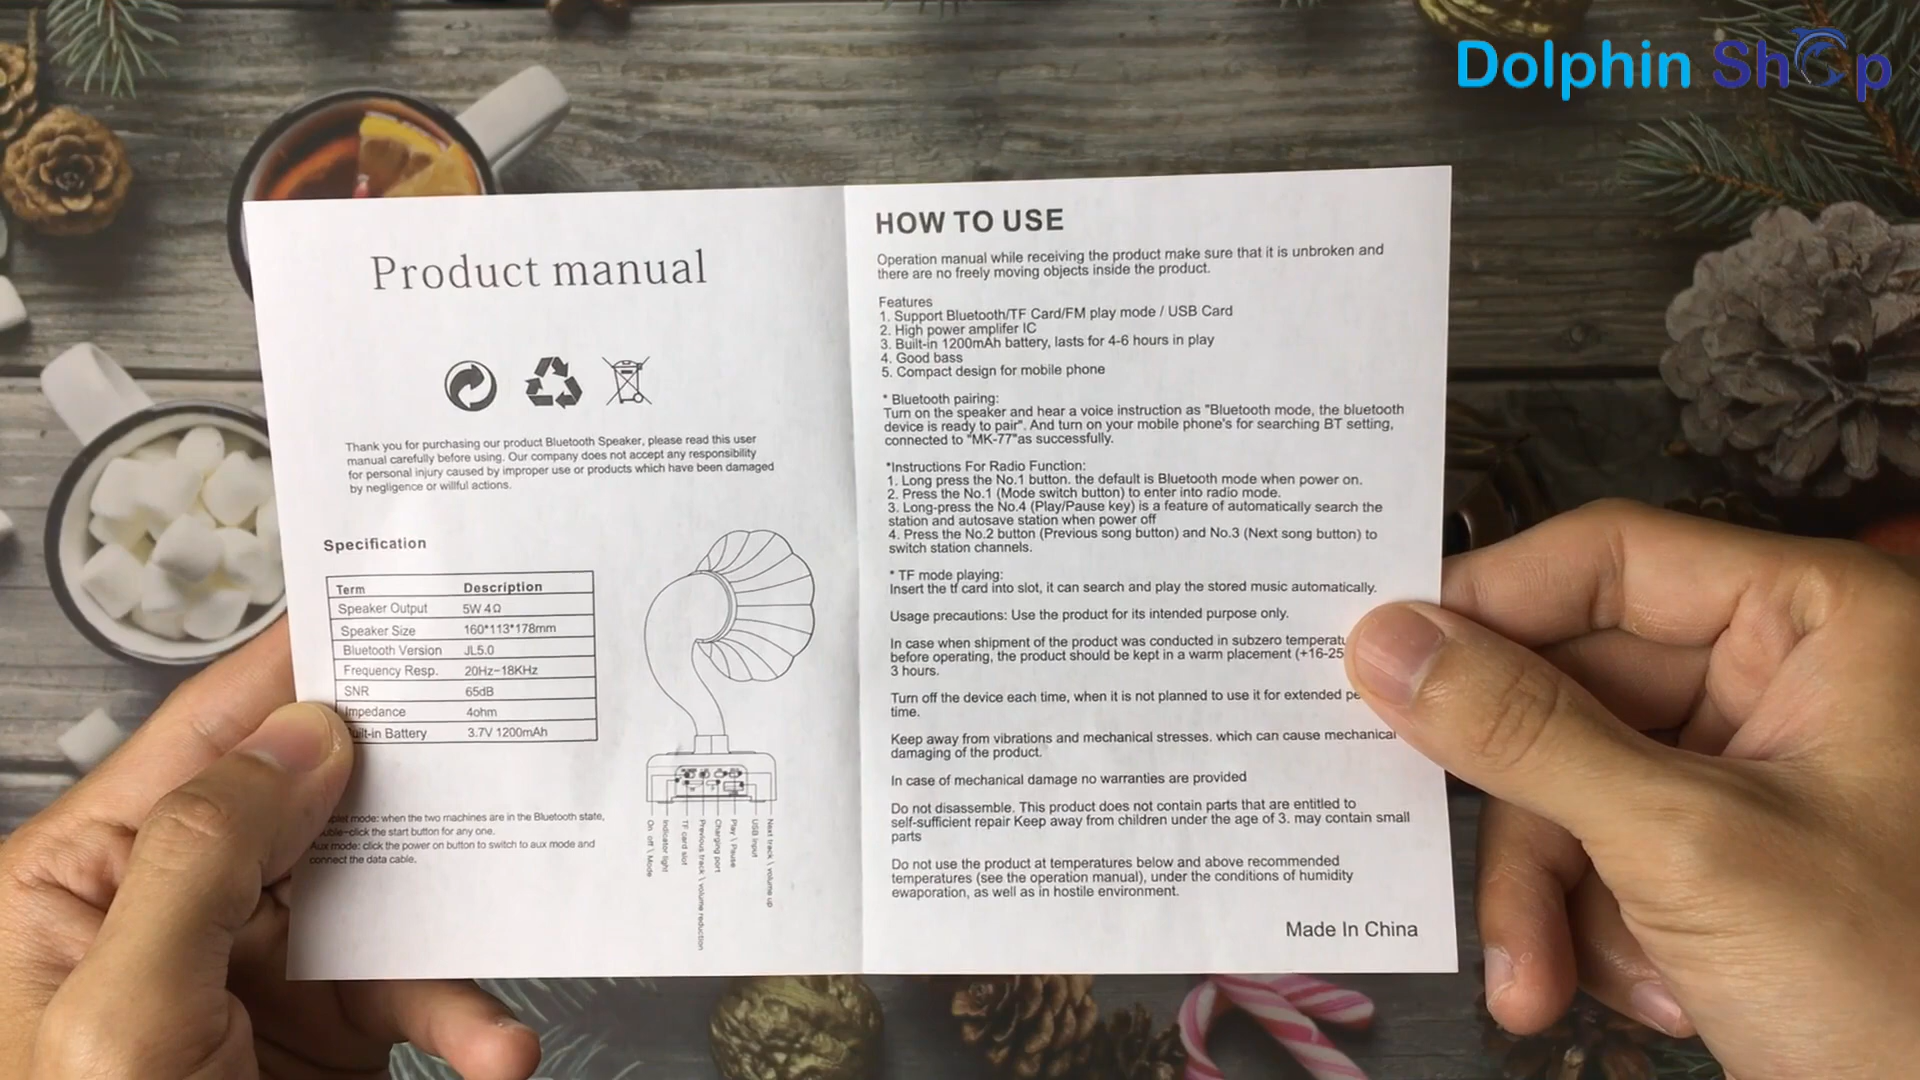 Dolphin Shop
Product manual
Thank you for purchasing our product Bluetooth Speaker, please read this user
manual carefully before using. Our company does not accept any responsibility
for personal injury caused by improper use or products which have been damaged
by negligence or willful actions.
Specification
Term Description
Speaker Output 5W 4Ω
Speaker Size 160*113*178mm
Bluetooth Version JL5.0
Frequency Resp. 20Hz-18KHz
SNR 65dB
Impedance 4ohm
Battery 3.7V 1200mAh
mode: when the two machines are in the Bluetooth state,
click the start button for any one.
Aux mode: click the power on button to switch to aux mode and
connect the data cable.
On off \ Mode
Indicator light
TF card slot
Previous track \ volume reduction
Charging port
Play \ Pause
USB input
Next track \ volume up
HOW TO USE
Operation manual while receiving the product make sure that it is unbroken and
there are no freely moving objects inside the product.
Features
1. Support Bluetooth/TF Card/FM play mode / USB Card
2. High power amplifer IC
3. Built-in 1200mAh battery, lasts for 4-6 hours in play
4. Good bass
5. Compact design for mobile phone
* Bluetooth pairing:
Turn on the speaker and hear a voice instruction as "Bluetooth mode, the bluetooth
device is ready to pair". And turn on your mobile phone's for searching BT setting,
connected to "MK-77"as successfully.
*Instructions For Radio Function:
1. Long press the No.1 button. the default is Bluetooth mode when power on.
2. Press the No.1 (Mode switch button) to enter into radio mode.
3. Long-press the No.4 (Play/Pause key) is a feature of automatically search the
station and autosave station when power off
4. Press the No.2 button (Previous song button) and No.3 (Next song button) to
switch station channels.
* TF mode playing:
Insert the tf card into slot, it can search and play the stored music automatically.
Usage precautions: Use the product for its intended purpose only.
In case when shipment of the product was conducted in subzero
before operating, the product should be kept in a warm placement (+16-25
3 hours.
Turn off the device each time, when it is not planned to use it for extended
time.
Keep away from vibrations and mechanical stresses. which can cause mechanical
damaging of the product.
In case of mechanical damage no warranties are provided
Do not disassemble. This product does not contain parts that are entitled to
self-sufficient repair Keep away from children under the age of 3. may contain small
parts
Do not use the product at temperatures below and above recommended
temperatures (see the operation manual), under the conditions of humidity
ewaporation, as well as in hostile environment.
Made In China